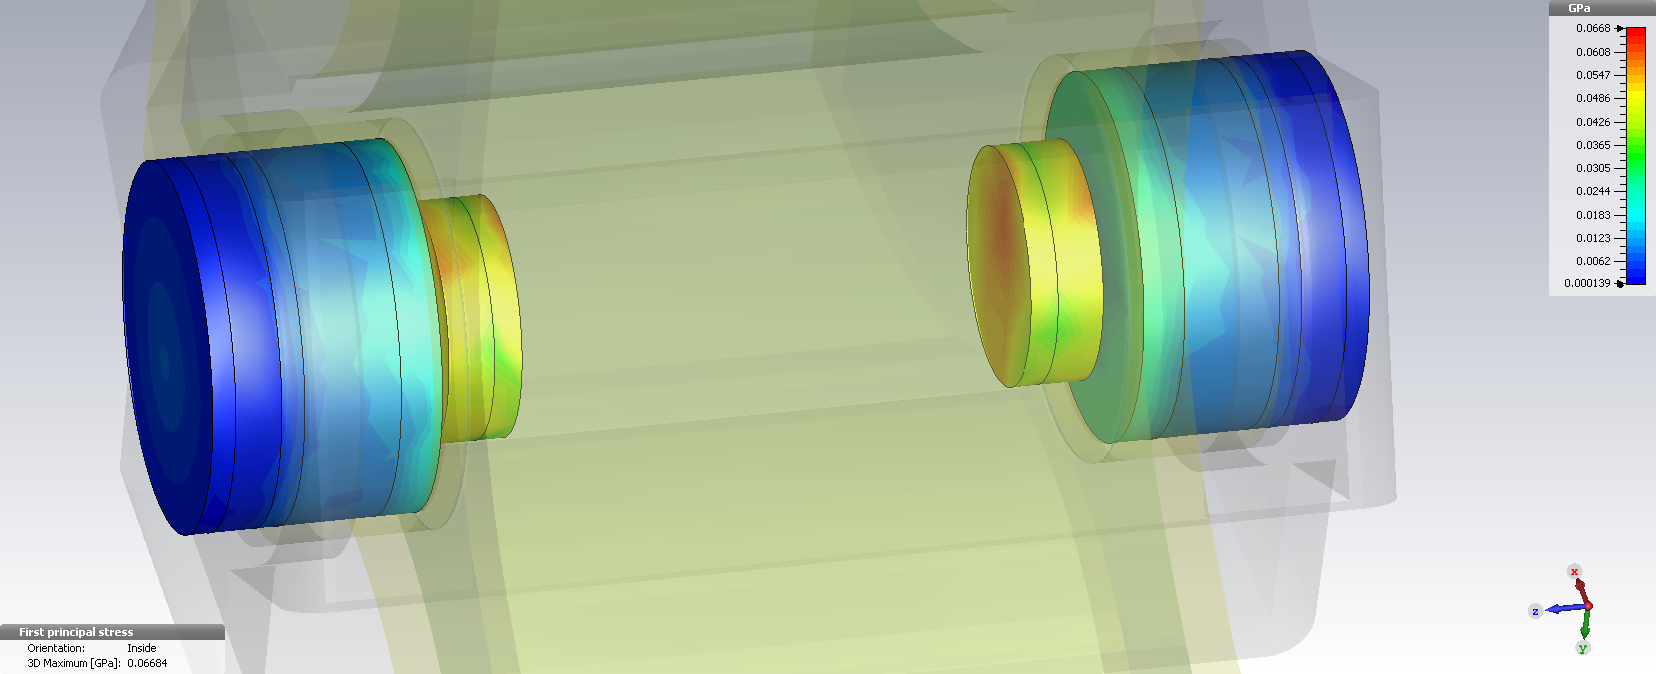 GPa
0.0668
0.0608
0.0547
0.0486
0.0426
0.0365
0.0305
0.0244
0.0183
0.0123
0.0062
0.000139
x
z
y
First principal stress
Orientation: Inside
3D Maximum [GPa]: 0.06684